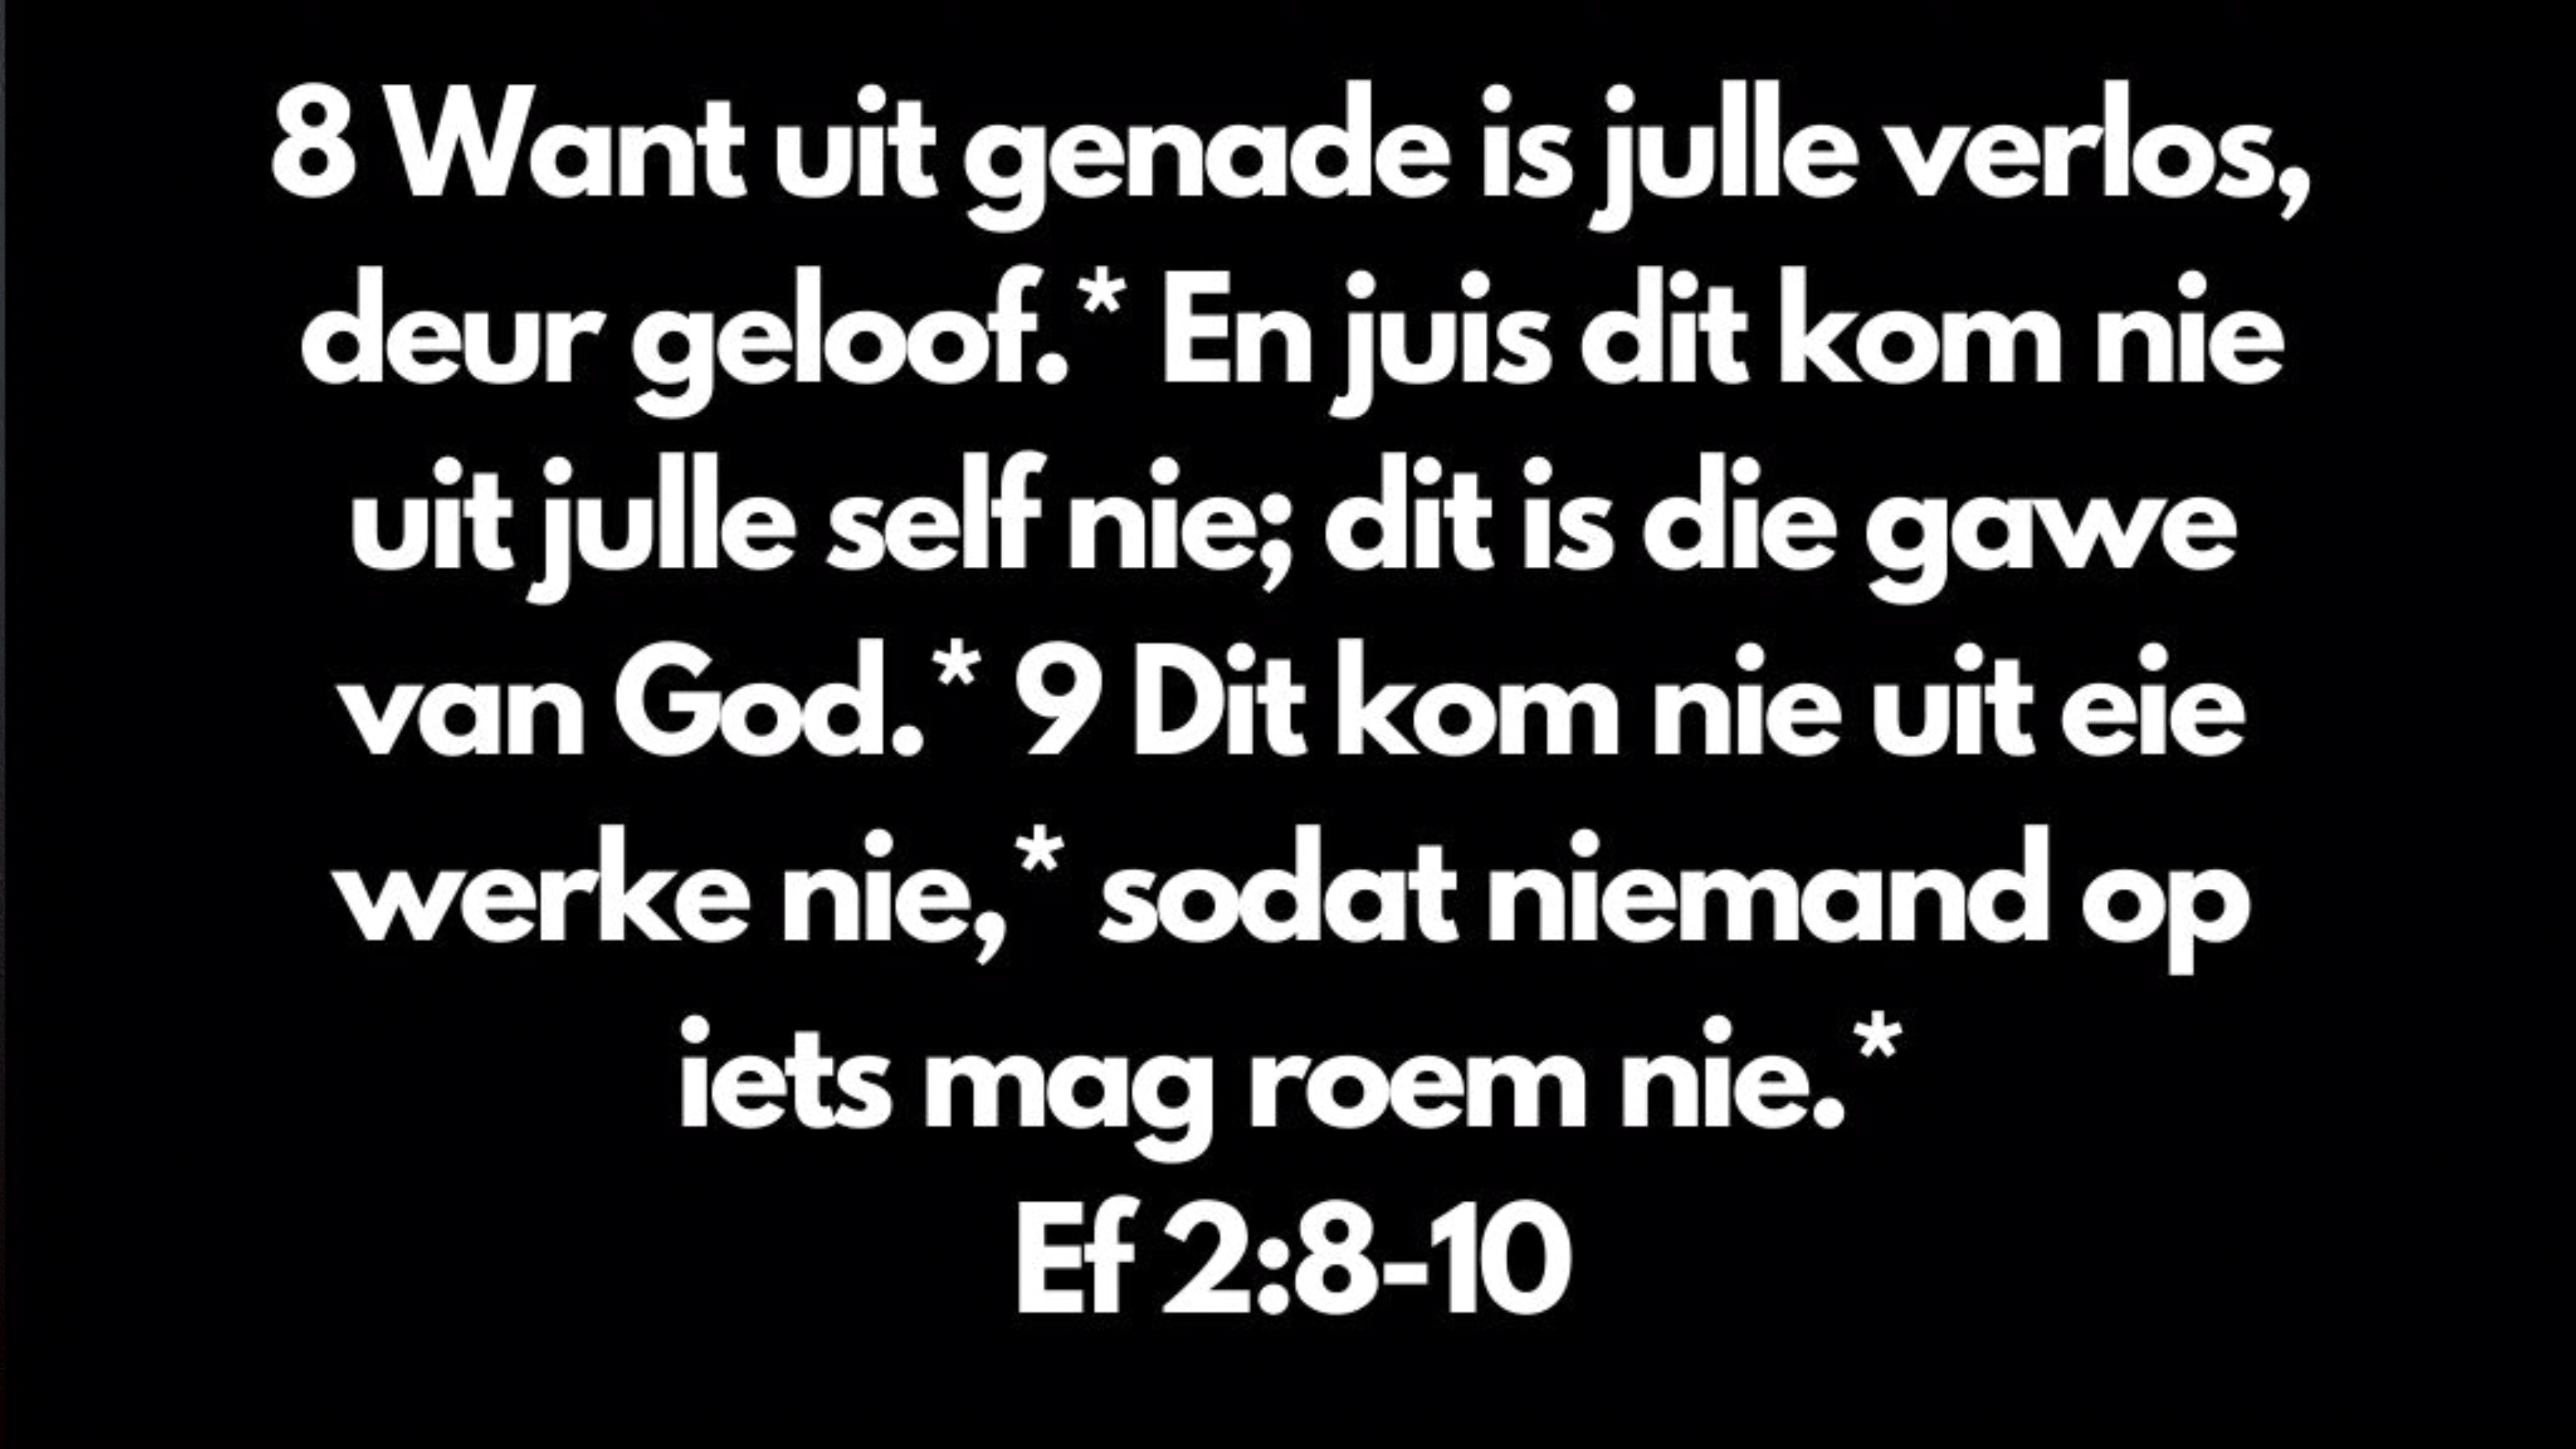 8 Want uit genade is julle verlos,
deur geloof.* En juis dit kom nie
uit julle self nie; dit is die gawe
van God.* 9 Dit kom nie uit eie
werke nie,* sodat niemand op
iets mag roem nie.*
Ef 2:8-10